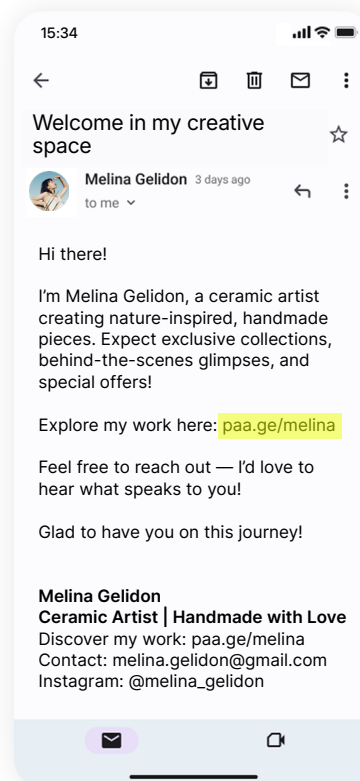 15:34
Welcome in my creative
space
Melina Gelidon 3 days ago
to me
Hi there!
I'm Melina Gelidon, a ceramic artist
creating nature-inspired, handmade
pieces. Expect exclusive collections,
behind-the-scenes glimpses, and
special offers!
Explore my work here: paa.ge/melina
Feel free to reach out — I'd love to
hear what speaks to you!
Glad to have you on this journey!
Melina Gelidon
Ceramic Artist | Handmade with Love
Discover my work: paa.ge/melina
Contact: melina.gelidon@gmail.com
Instagram: @melina_gelidon